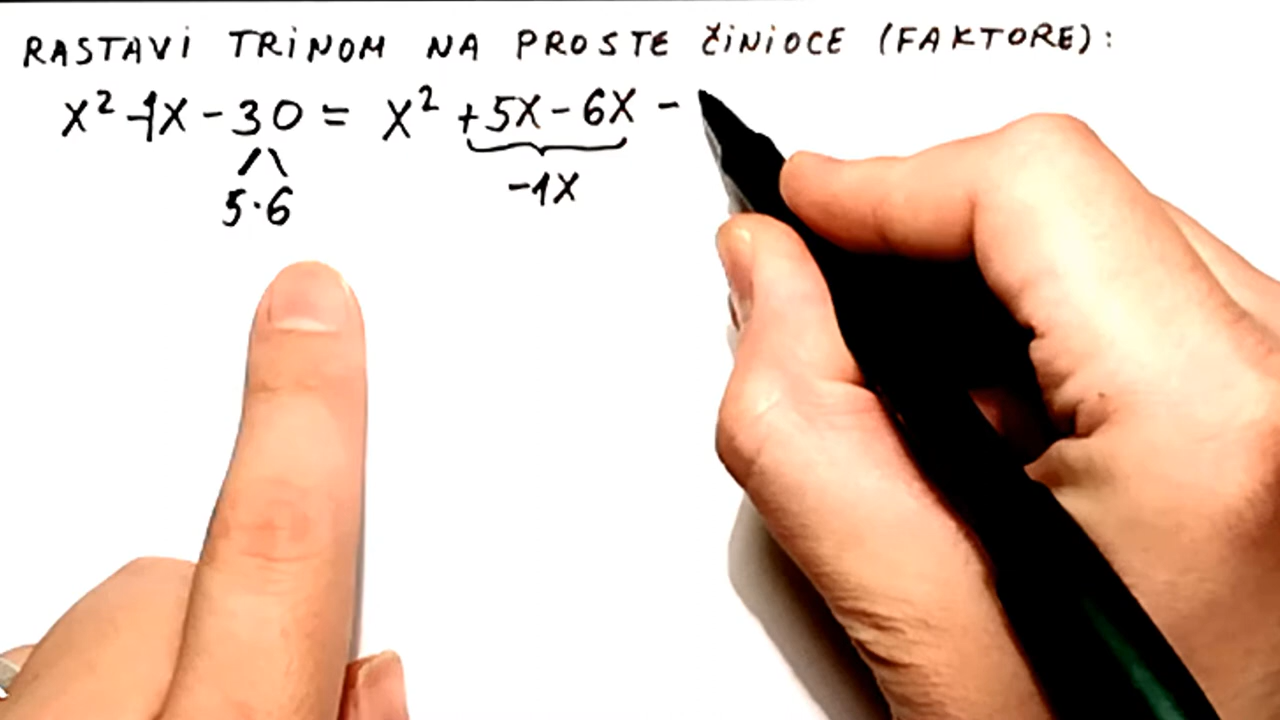 RASTAVI TRINOM NA PROSTE ČINIOCE (FAKTORE):
x² -1x - 30 = x² +5x - 6x -
5·6
-1x